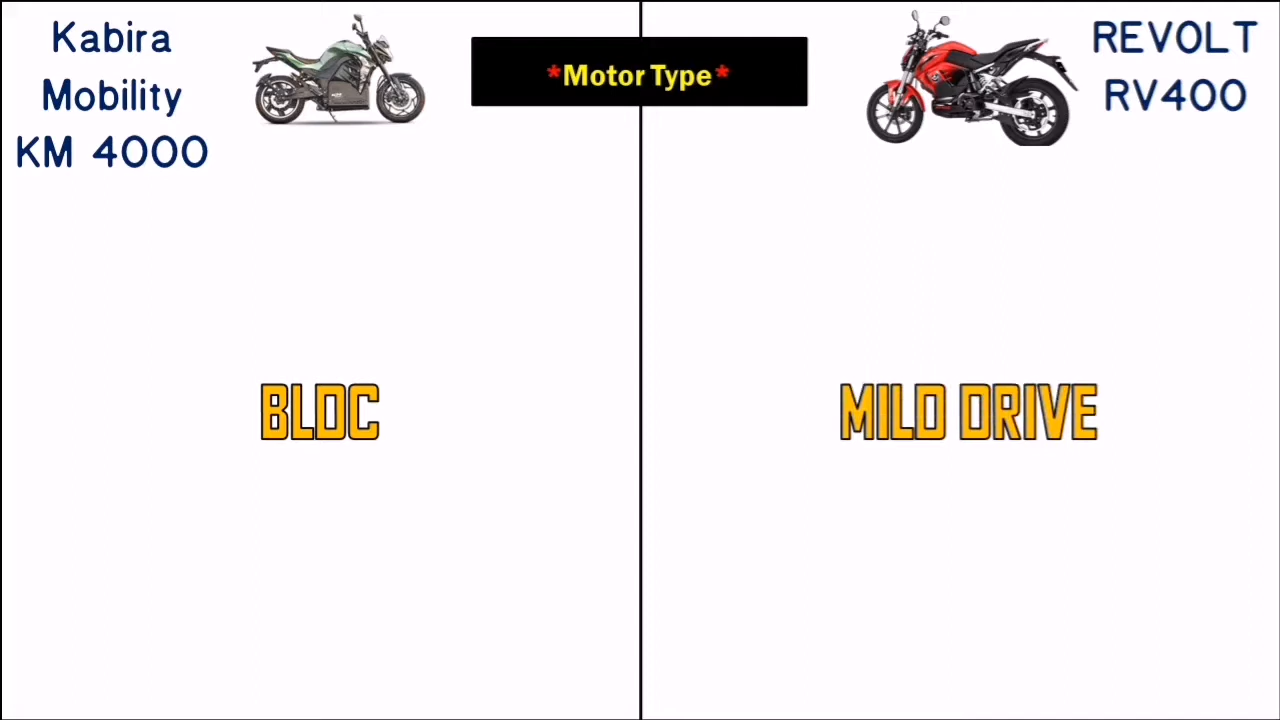 Kabira
Mobility
KM 4000
*Motor Type*
REVOLT
RV400
BLDC
MILD DRIVE